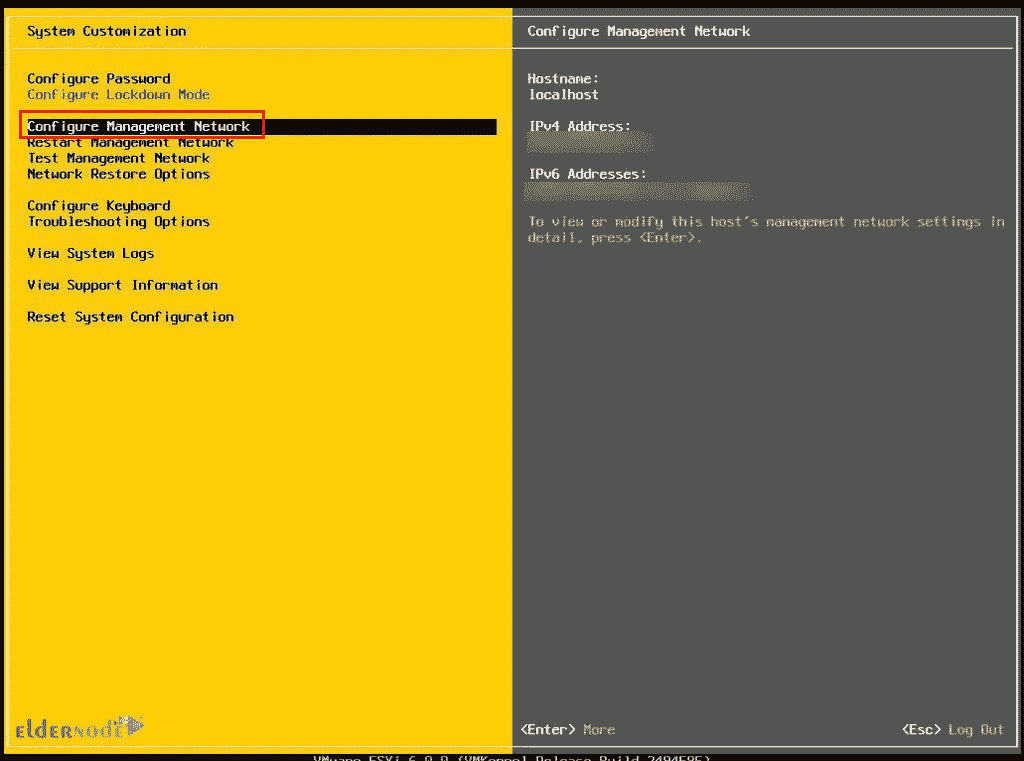 System Customization
Configure Password
Configure Lockdown Mode
Configure Management Network
Restart Management Network
Test Management Network
Network Restore Options
Configure Keyboard
Troubleshooting Options
View System Logs
View Support Information
Reset System Configuration
ELDERNODE
Configure Management Network
Hostname:
localhost
IPv4 Address:
IPv6 Addresses:
To view or modify this host's management network settings in
detail, press <Enter>.
<Enter> More
<Esc> Log Out
VMware ESXi 6.0.0 (VMKernel Release Build 2494585)